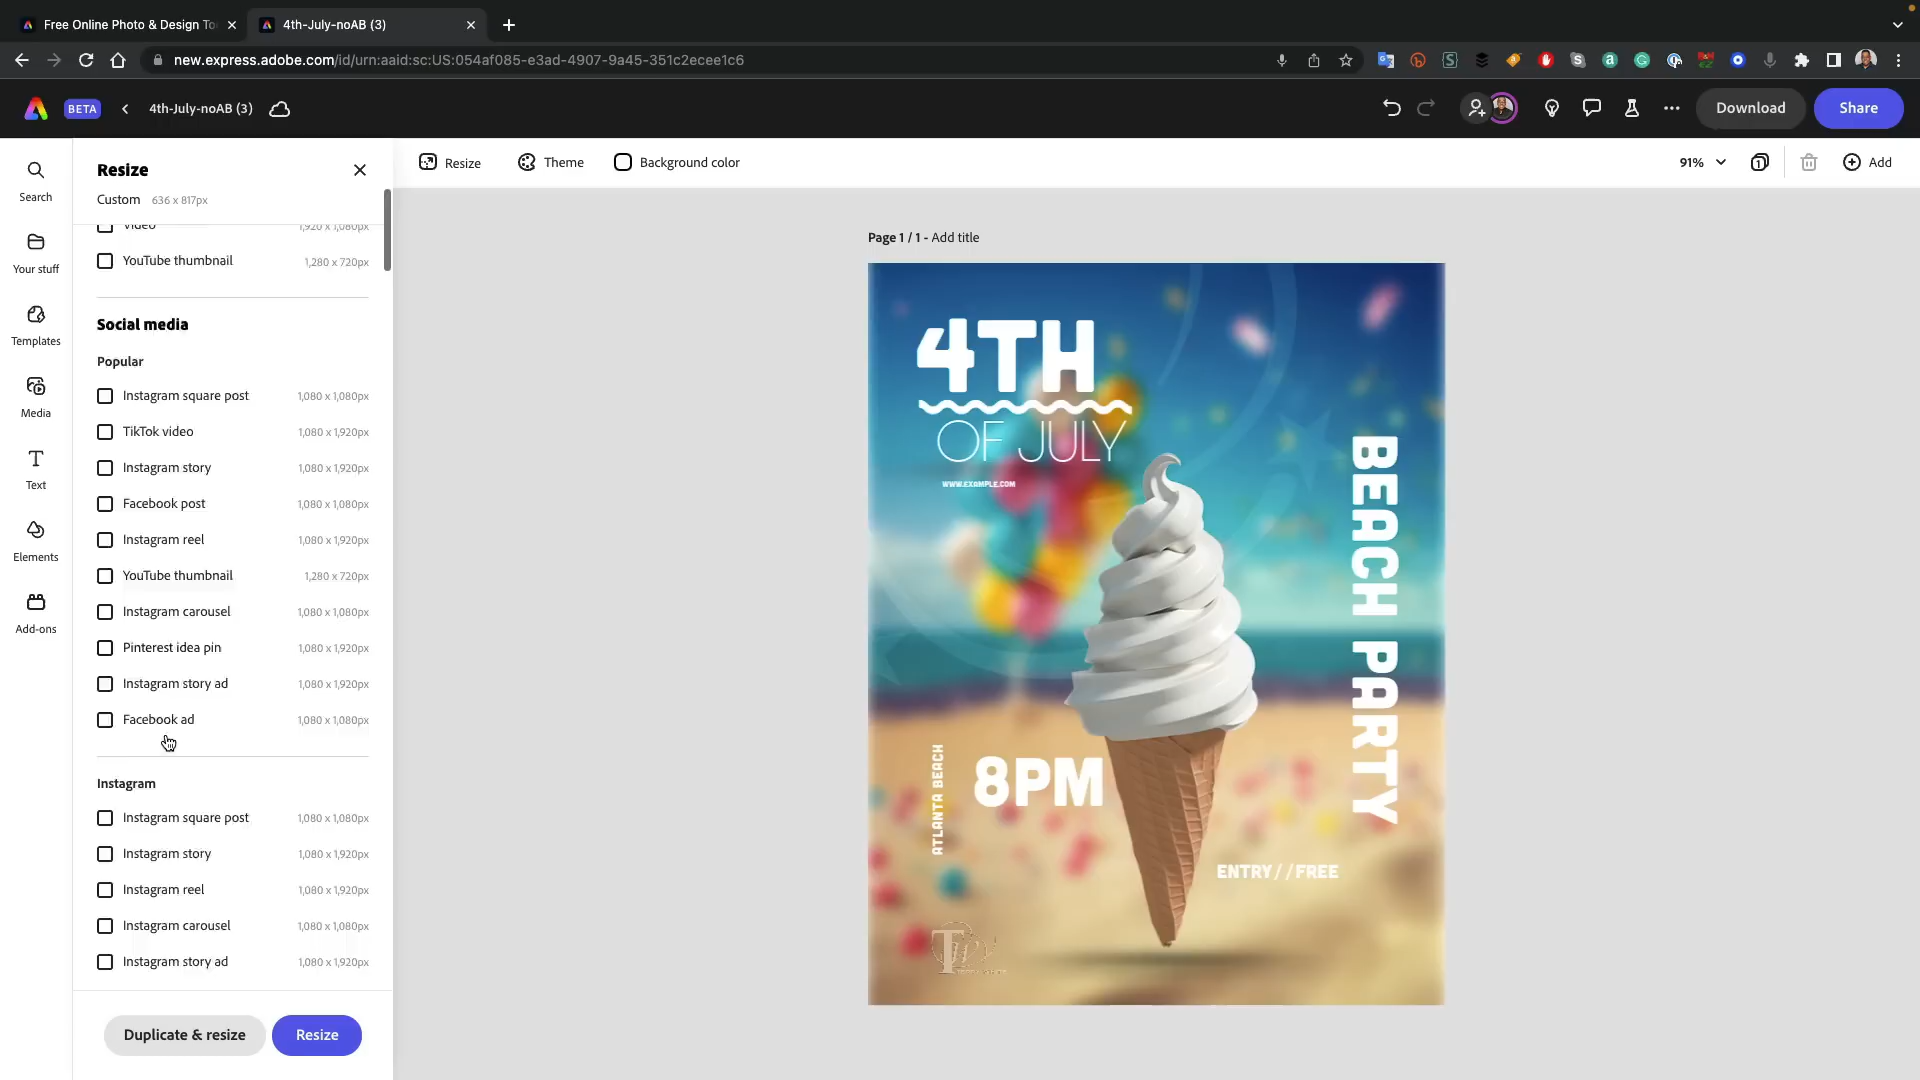 Free Online Photo & Design To
4th-July-noAB (3)
new.express.adobe.com/id/urn:aaid:sc:US:054af085-e3ad-4907-9a45-351c2ecee1c6
BETA
4th-July-noAB (3)
Download
Share
Search
Your stuff
Templates
Media
Text
Elements
Add-ons
Resize
Custom 636 x 817px
Video 1,920 x 1,080px
YouTube thumbnail 1,280 x 720px
Social media
Popular
Instagram square post 1,080 x 1,080px
TikTok video 1,080 x 1,920px
Instagram story 1,080 x 1,920px
Facebook post 1,080 x 1,080px
Instagram reel 1,080 x 1,920px
YouTube thumbnail 1,280 x 720px
Instagram carousel 1,080 x 1,080px
Pinterest idea pin 1,080 x 1,920px
Instagram story ad 1,080 x 1,920px
Facebook ad 1,080 x 1,080px
Instagram
Instagram square post 1,080 x 1,080px
Instagram story 1,080 x 1,920px
Instagram reel 1,080 x 1,920px
Instagram carousel 1,080 x 1,080px
Instagram story ad 1,080 x 1,920px
Duplicate & resize
Resize
Resize
Theme
Background color
91%
1
Add
Page 1 / 1 - Add title
4TH
OF JULY
WWW.EXAMPLE.COM
BEACH PARTY
ATLANTA BEACH
8PM
ENTRY//FREE